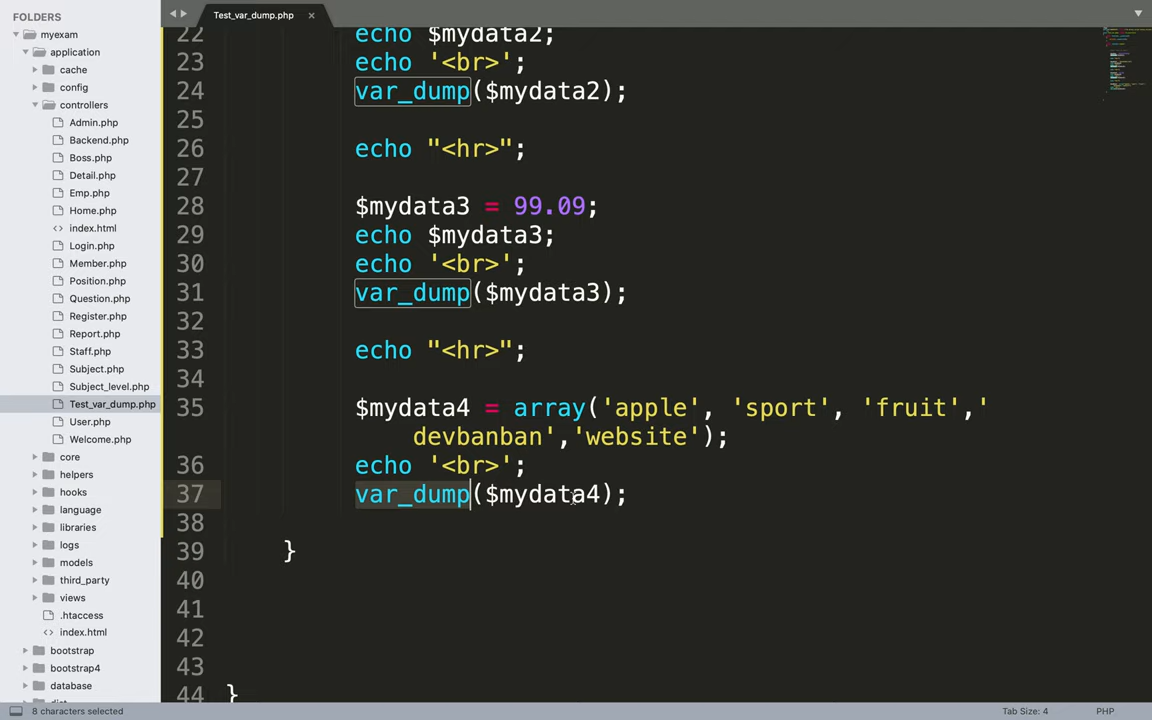 FOLDERS
myexam
application
cache
config
controllers
Admin.php
Backend.php
Boss.php
Detail.php
Emp.php
Home.php
index.html
Login.php
Member.php
Position.php
Question.php
Register.php
Report.php
Staff.php
Subject.php
Subject_level.php
Test_var_dump.php
User.php
Welcome.php
core
helpers
hooks
language
libraries
logs
models
third_party
views
.htaccess
index.html
bootstrap
bootstrap4
database
Test_var_dump.php
22 echo $mydata2;
23 echo '<br>';
24 var_dump($mydata2);
25
26 echo "<hr>";
27
28 $mydata3 = 99.09;
29 echo $mydata3;
30 echo '<br>';
31 var_dump($mydata3);
32
33 echo "<hr>";
34
35 $mydata4 = array('apple', 'sport', 'fruit','
devbanban','website');
36 echo '<br>';
37 var_dump($mydata4);
38
39 }
40
41
42
43
44 }
8 characters selected
Tab Size: 4
PHP